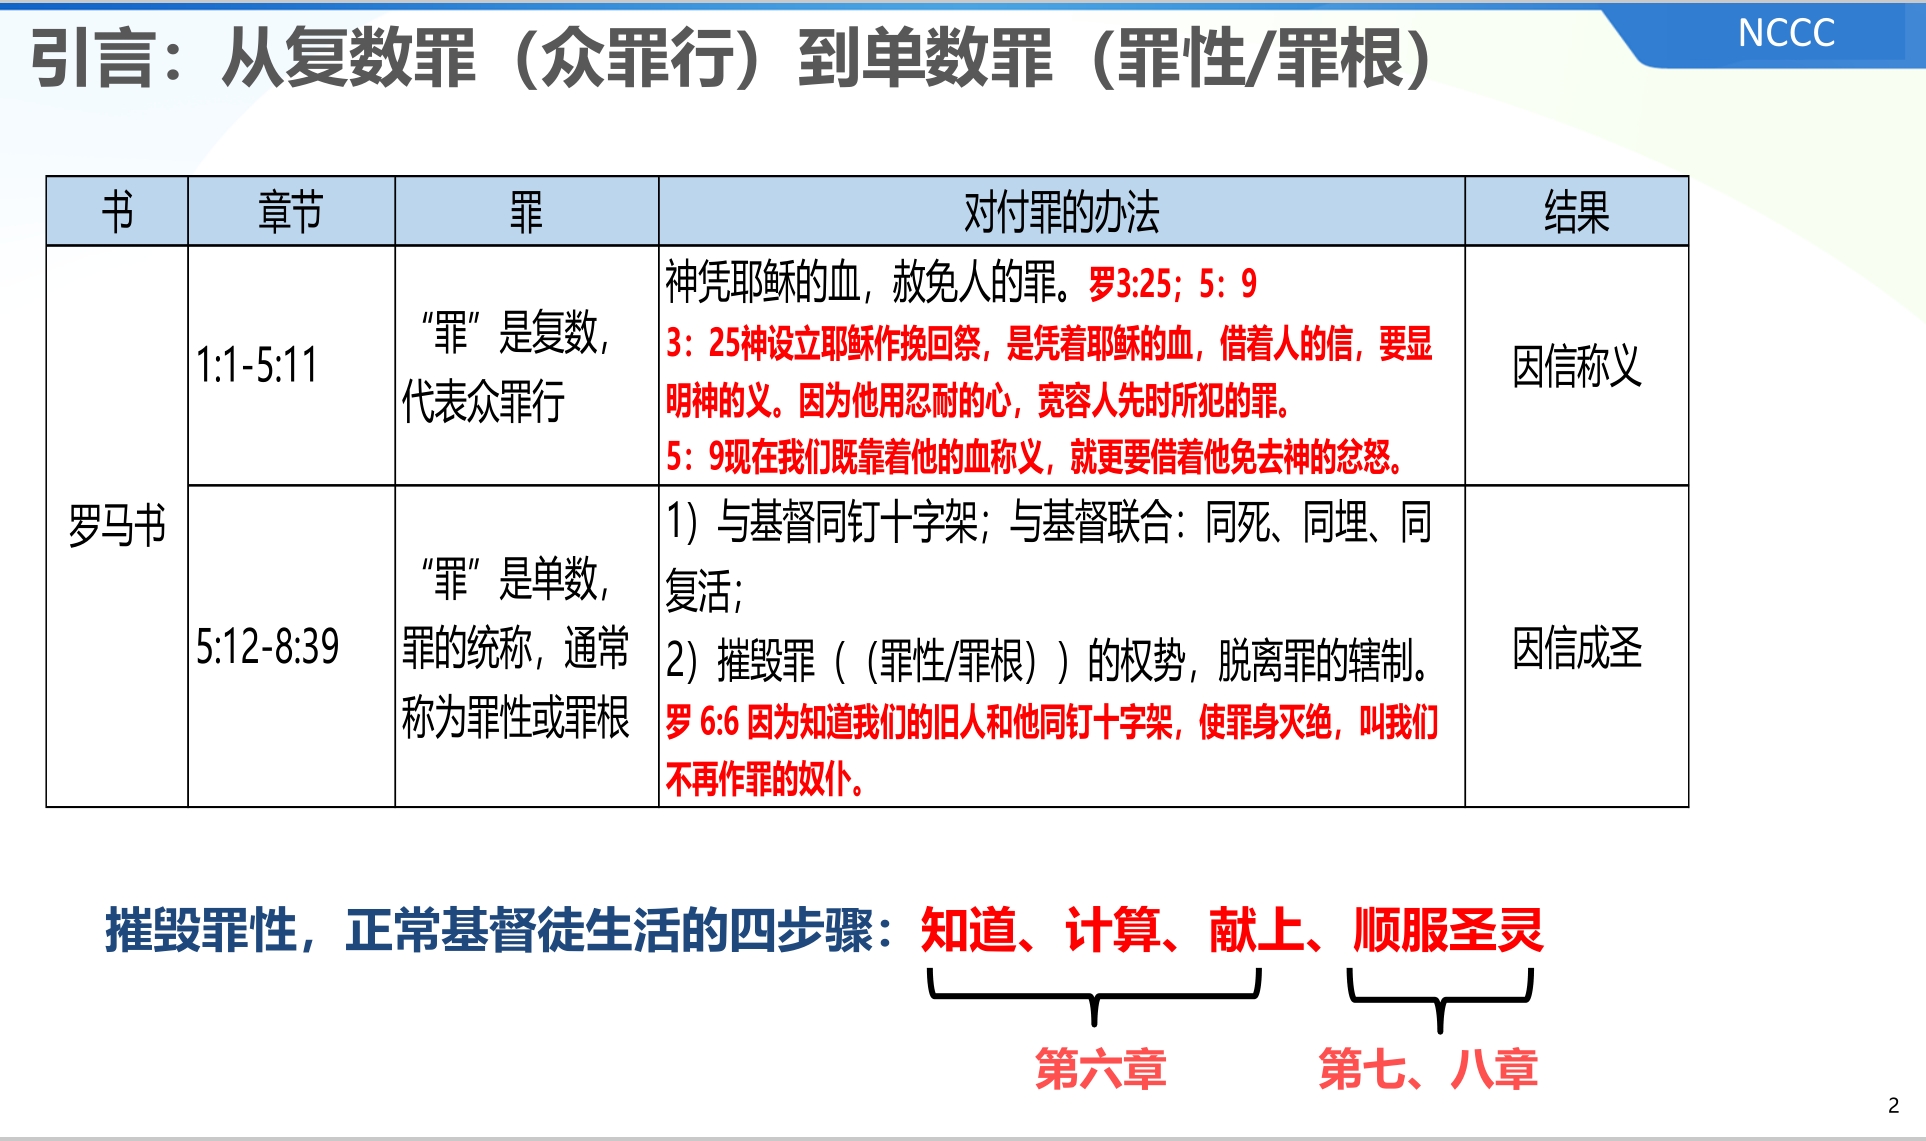 引言：从复数罪（众罪行）到单数罪（罪性/罪根）
NCCC
书
章节
罪
对付罪的办法
结果
罗马书
1:1-5:11
“罪”是复数，
代表众罪行
神凭耶稣的血，赦免人的罪。罗3:25；5：9
3：25神设立耶稣作挽回祭，是凭着耶稣的血，借着人的信，要显
明神的义。因为他用忍耐的心，宽容人先时所犯的罪。
5：9现在我们既靠着他的血称义，就更要借着他免去神的忿怒。
因信称义
5:12-8:39
“罪”是单数，
罪的统称，通常
称为罪性或罪根
1）与基督同钉十字架；与基督联合：同死、同埋、同
复活；
2）摧毁罪（（罪性/罪根））的权势，脱离罪的辖制。
罗 6:6 因为知道我们的旧人和他同钉十字架，使罪身灭绝，叫我们
不再作罪的奴仆。
因信成圣
摧毁罪性，正常基督徒生活的四步骤：知道、计算、献上、顺服圣灵
第六章
第七、八章
2